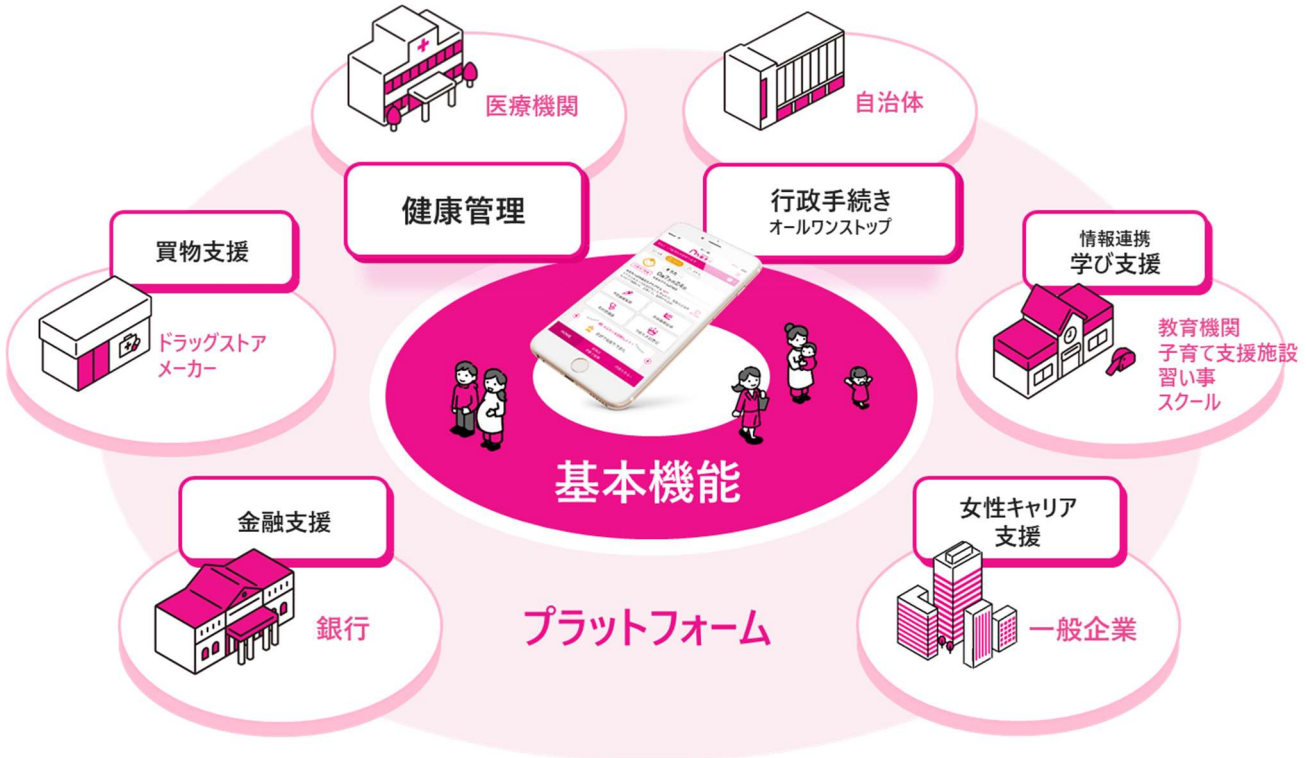 医療機関
自治体
健康管理
行政手続き
オールワンストップ
買物支援
情報連携
学び支援
ドラッグストア
メーカー
教育機関
子育て支援施設
習い事
スクール
基本機能
金融支援
女性キャリア
支援
銀行
プラットフォーム
一般企業